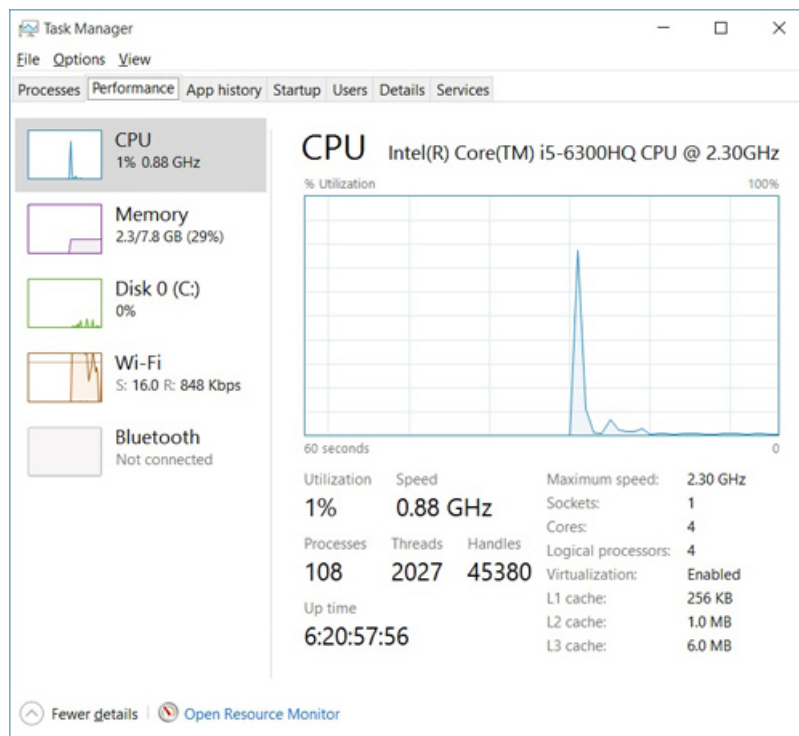 Task Manager
File Options View
Processes Performance App history Startup Users Details Services
CPU
1% 0.88 GHz
Memory
2.3/7.8 GB (29%)
Disk 0 (C:)
0%
Wi-Fi
S: 16.0 R: 848 Kbps
Bluetooth
Not connected
CPU Intel(R) Core(TM) i5-6300HQ CPU @ 2.30GHz
% Utilization 100%
60 seconds 0
Utilization Speed
1% 0.88 GHz
Processes Threads Handles
108 2027 45380
Up time
6:20:57:56
Maximum speed: 2.30 GHz
Sockets: 1
Cores: 4
Logical processors: 4
Virtualization: Enabled
L1 cache: 256 KB
L2 cache: 1.0 MB
L3 cache: 6.0 MB
Fewer details Open Resource Monitor